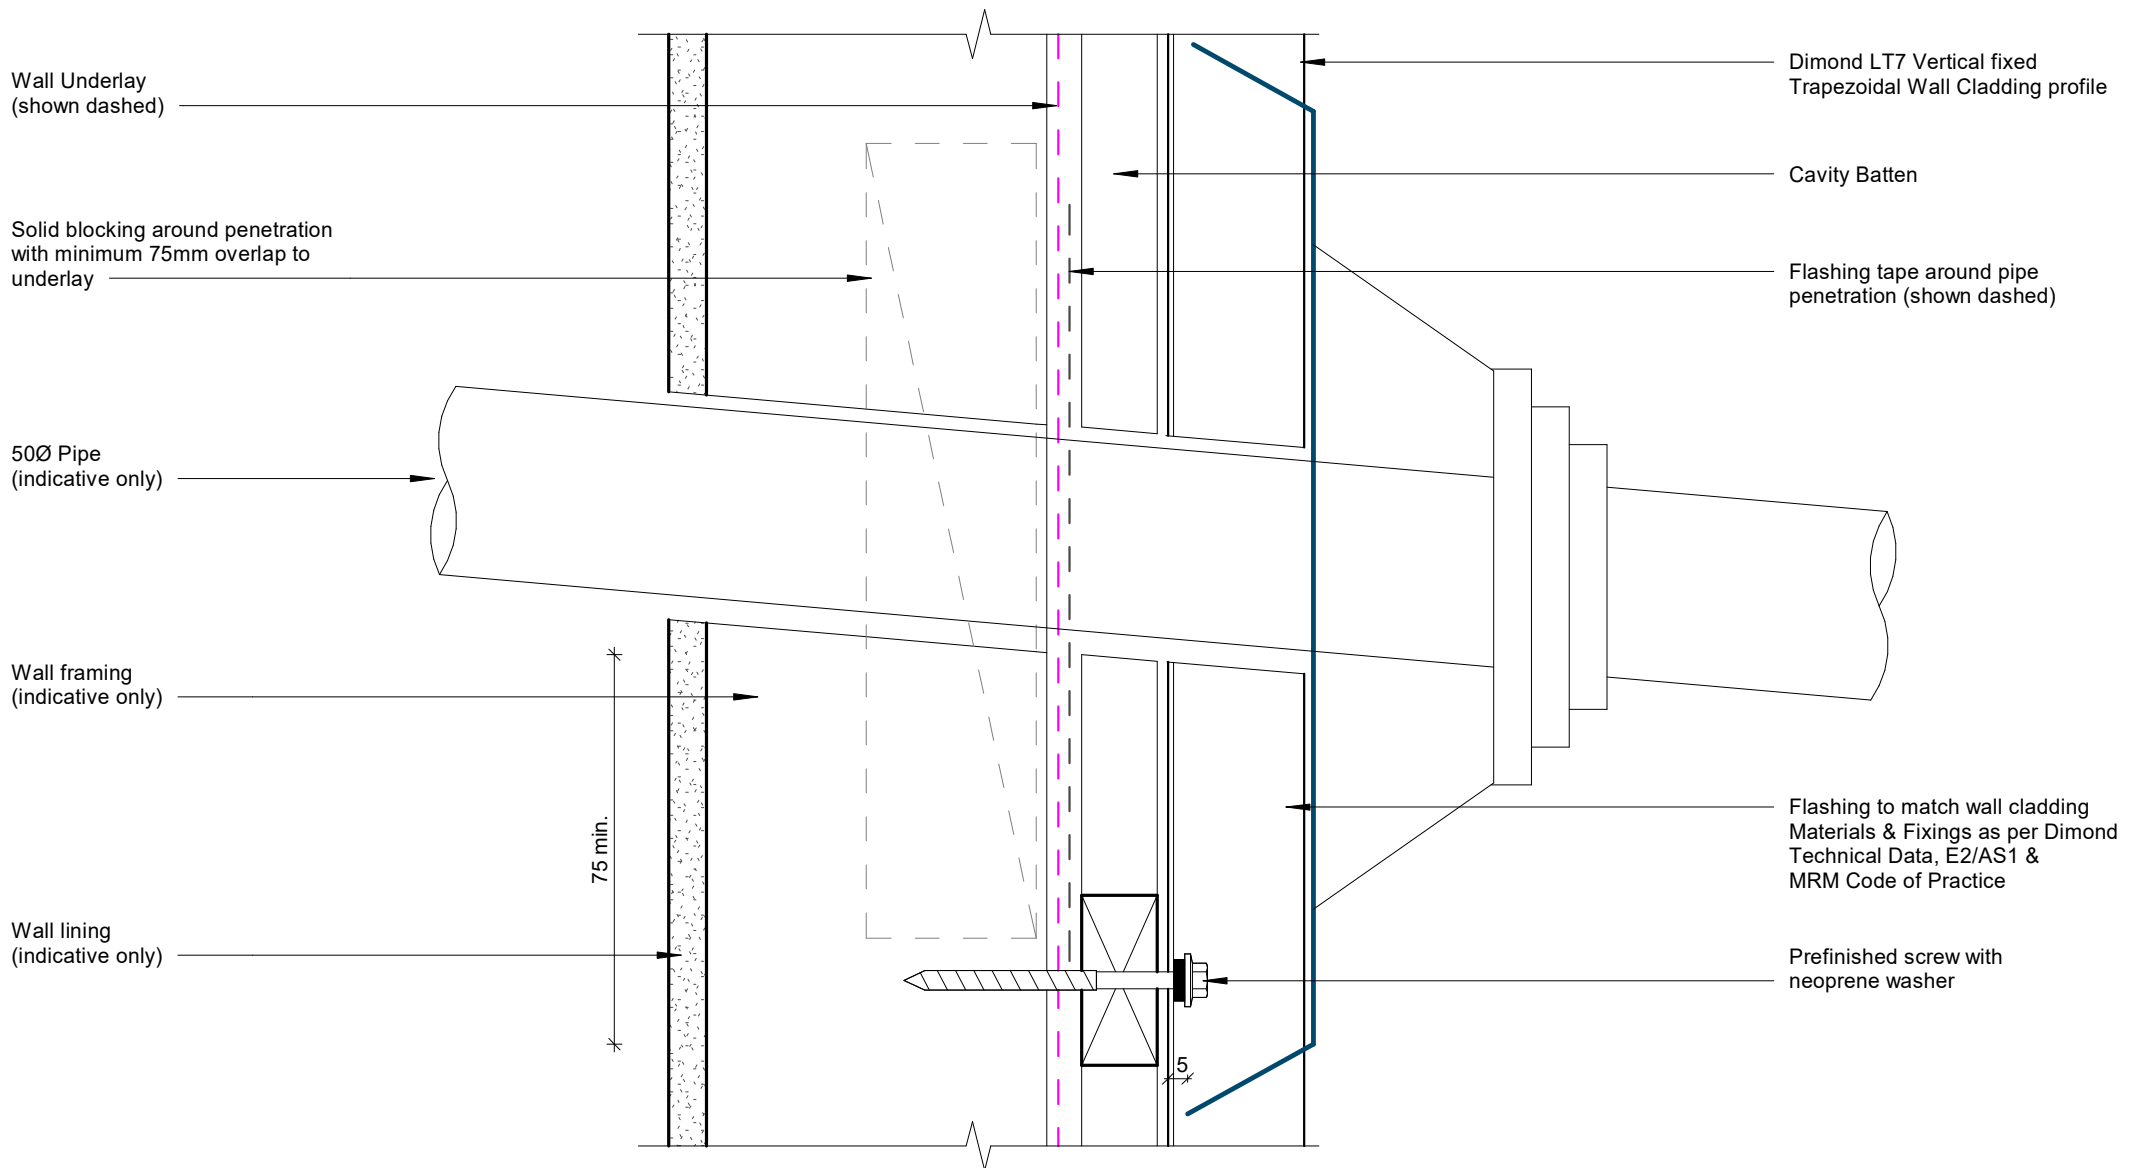 Wall Underlay
(shown dashed)
Solid blocking around penetration
with minimum 75mm overlap to
underlay
50Ø Pipe
(indicative only)
Wall framing
(indicative only)
Wall lining
(indicative only)
75 min.
5
Dimond LT7 Vertical fixed
Trapezoidal Wall Cladding profile
Cavity Batten
Flashing tape around pipe
penetration (shown dashed)
Flashing to match wall cladding
Materials & Fixings as per Dimond
Technical Data, E2/AS1 &
MRM Code of Practice
Prefinished screw with
neoprene washer